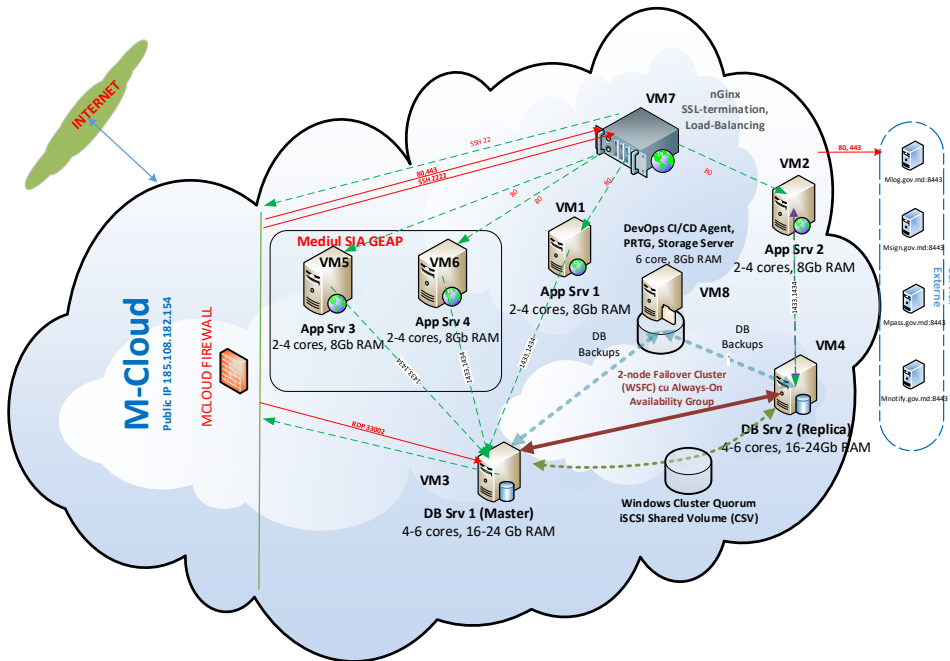 INTERNET
M-Cloud
Public IP 185.108.182.154
MCLOUD FIREWALL
SSH 22
80,443
SSH 2222
VM7
nGinx
SSL-termination,
Load-Balancing
80
80
80
80
80, 443
VM2
App Srv 2
2-4 cores, 8Gb RAM
Mediul SIA GEAP
VM5
App Srv 3
2-4 cores, 8Gb RAM
VM6
App Srv 4
2-4 cores, 8Gb RAM
VM1
App Srv 1
2-4 cores, 8Gb RAM
DevOps CI/CD Agent,
PRTG, Storage Server
6 core, 8Gb RAM
VM8
DB
Backups
DB
Backups
1433,1434
1433,1434
1433,1434
1433,1434
2-node Failover Cluster
(WSFC) cu Always-On
Availability Group
VM4
DB Srv 2 (Replica)
4-6 cores, 16-24Gb RAM
RDP 33002
VM3
DB Srv 1 (Master)
4-6 cores, 16-24 Gb RAM
Windows Cluster Quorum
iSCSI Shared Volume (CSV)
Mlog.gov.md:8443
Msign.gov.md:8443
Mpass.gov.md:8443
Mnotify.gov.md:8443
Externe